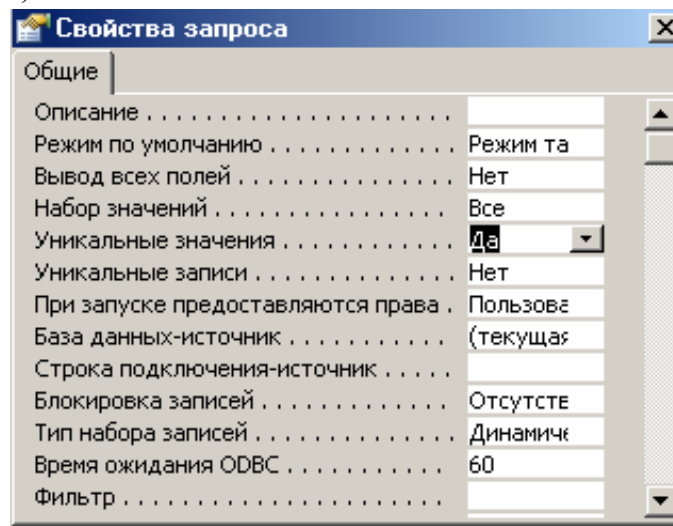 Свойства запроса
Общие
Описание . . . . . . . . . . . . . . . . . . . . . .
Режим по умолчанию . . . . . . . . . . . . . Режим та
Вывод всех полей . . . . . . . . . . . . . . . Нет
Набор значений . . . . . . . . . . . . . . . . Все
Уникальные значения . . . . . . . . . . . . Да
Уникальные записи . . . . . . . . . . . . . . Нет
При запуске предоставляются права . Пользова
База данных-источник . . . . . . . . . . . (текущая
Строка подключения-источник . . . . .
Блокировка записей . . . . . . . . . . . . . Отсутств
Тип набора записей . . . . . . . . . . . . . . Динамиче
Время ожидания ODBC . . . . . . . . . . . 60
Фильтр . . . . . . . . . . . . . . . . . . . . . . .